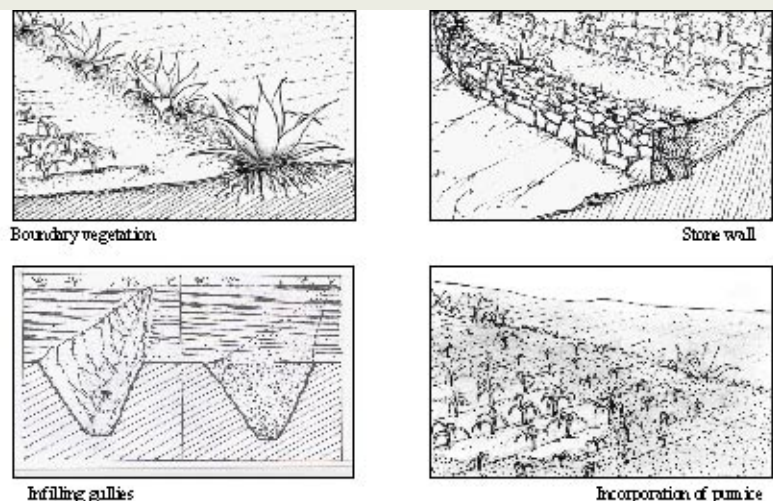 Boundary vegetation
Stone wall
Infilling gullies
Incorporation of pumice